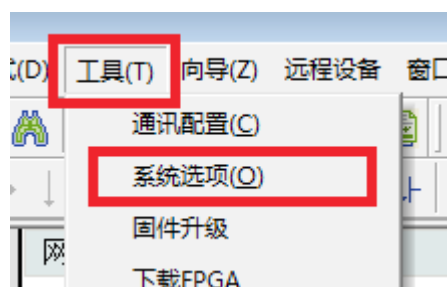 (D) 工具(T) 向导(Z) 远程设备 窗口
通讯配置(C)
系统选项(O)
固件升级
网
下载FPGA